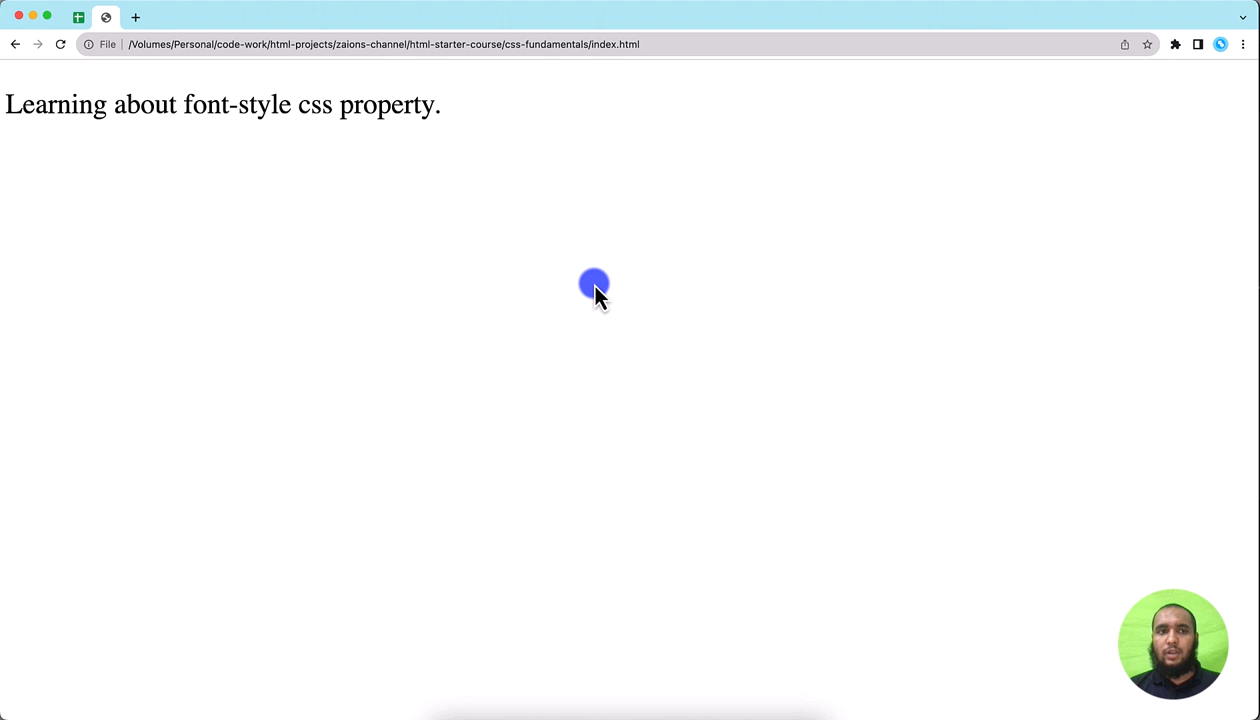 File
/Volumes/Personal/code-work/html-projects/zaions-channel/html-starter-course/css-fundamentals/index.html
Learning about font-style css property.